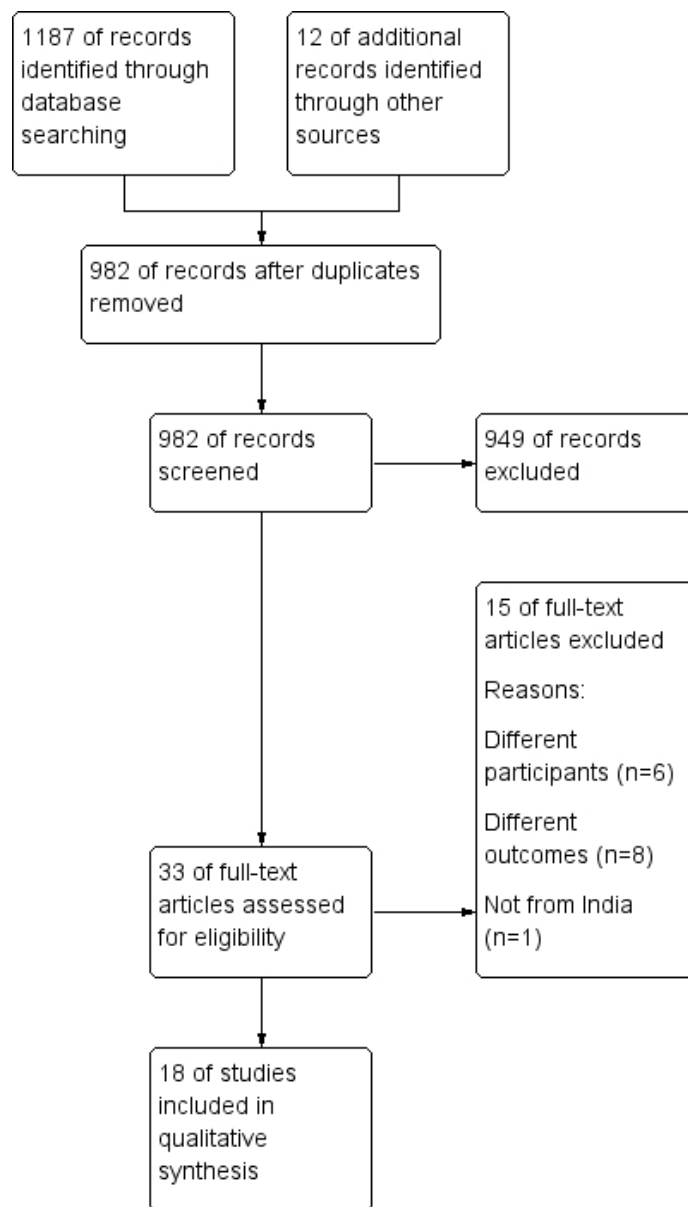 1187 of records
identified through
database
searching
12 of additional
records identified
through other
sources
982 of records after duplicates
removed
982 of records
screened
949 of records
excluded
15 of full-text
articles excluded
Reasons:
Different
participants (n=6)
Different
outcomes (n=8)
Not from India
(n=1)
33 of full-text
articles assessed
for eligibility
18 of studies
included in
qualitative
synthesis